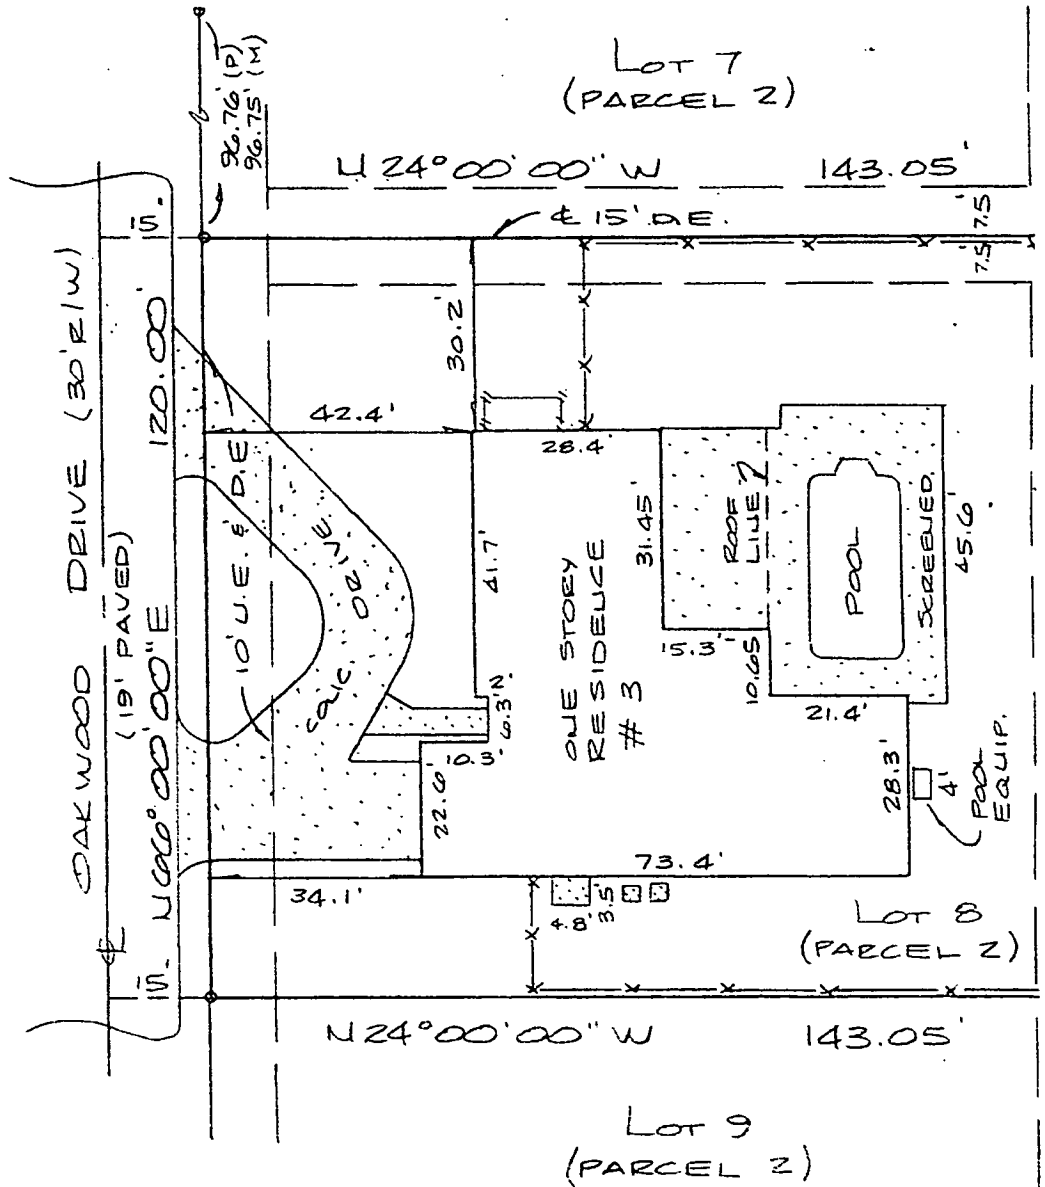 96.76' (P)
96.75' (M)
LOT 7
(PARCEL 2)
N 24° 00' 00" W 143.05'
℄ 15' D.E.
15.
7.5'
7.5'
OAKWOOD DRIVE (30' R/W)
(19' PAVED)
N 66° 00' 00" E 120.00'
10' U.E. & D.E
30.2'
42.4'
28.4'
CONC. DRIVE
41.7'
ONE STORY
RESIDENCE
# 3
31.45'
ROOF
LINE
POOL
SCREENED
45.6'
15.3'
10.65
21.4'
6.3'
2.
10.3'
22.6'
28.3'
4'
POOL
EQUIP.
34.1'
73.4'
4.8'
3.5'
LOT 8
(PARCEL 2)
℄
15.
N 24° 00' 00" W 143.05'
LOT 9
(PARCEL 2)